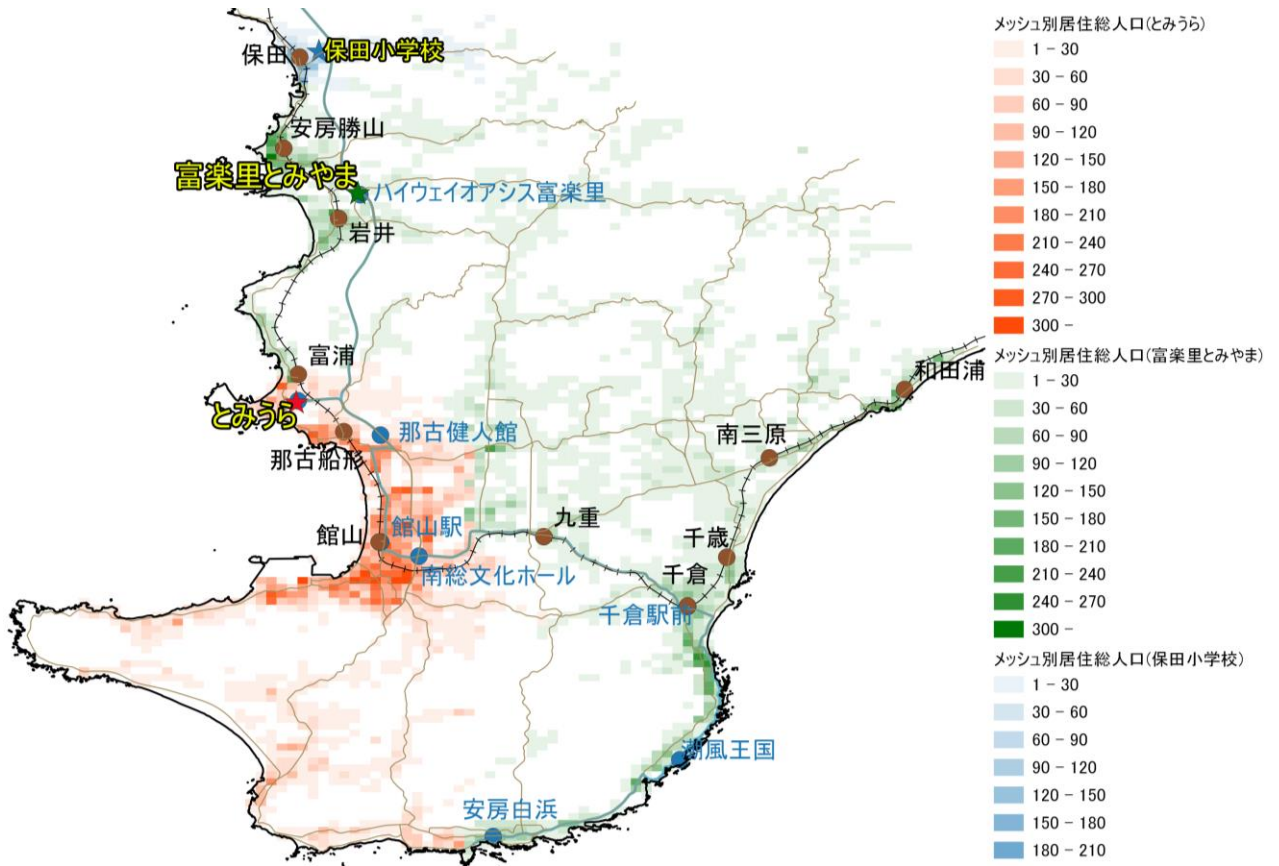 保田
保田小学校
安房勝山
富楽里とみやま
ハイウェイオアシス富楽里
岩井
富浦
とみうら
那古健人館
那古船形
館山
館山駅
南総文化ホール
九重
和田浦
南三原
千歳
千倉
千倉駅前
潮風王国
安房白浜
メッシュ別居住総人口(とみうら)
1 - 30
30 - 60
60 - 90
90 - 120
120 - 150
150 - 180
180 - 210
210 - 240
240 - 270
270 - 300
300 -
メッシュ別居住総人口(富楽里とみやま)
1 - 30
30 - 60
60 - 90
90 - 120
120 - 150
150 - 180
180 - 210
210 - 240
240 - 270
300 -
メッシュ別居住総人口(保田小学校)
1 - 30
30 - 60
60 - 90
90 - 120
120 - 150
150 - 180
180 - 210